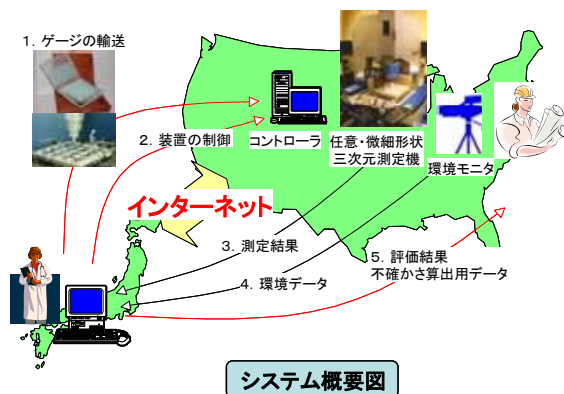 1. ゲージの輸送
2. 装置の制御
コントローラ
任意・微細形状
三次元測定機
環境モニタ
インターネット
3. 測定結果
4. 環境データ
5. 評価結果
不確かさ算出用データ
システム概要図